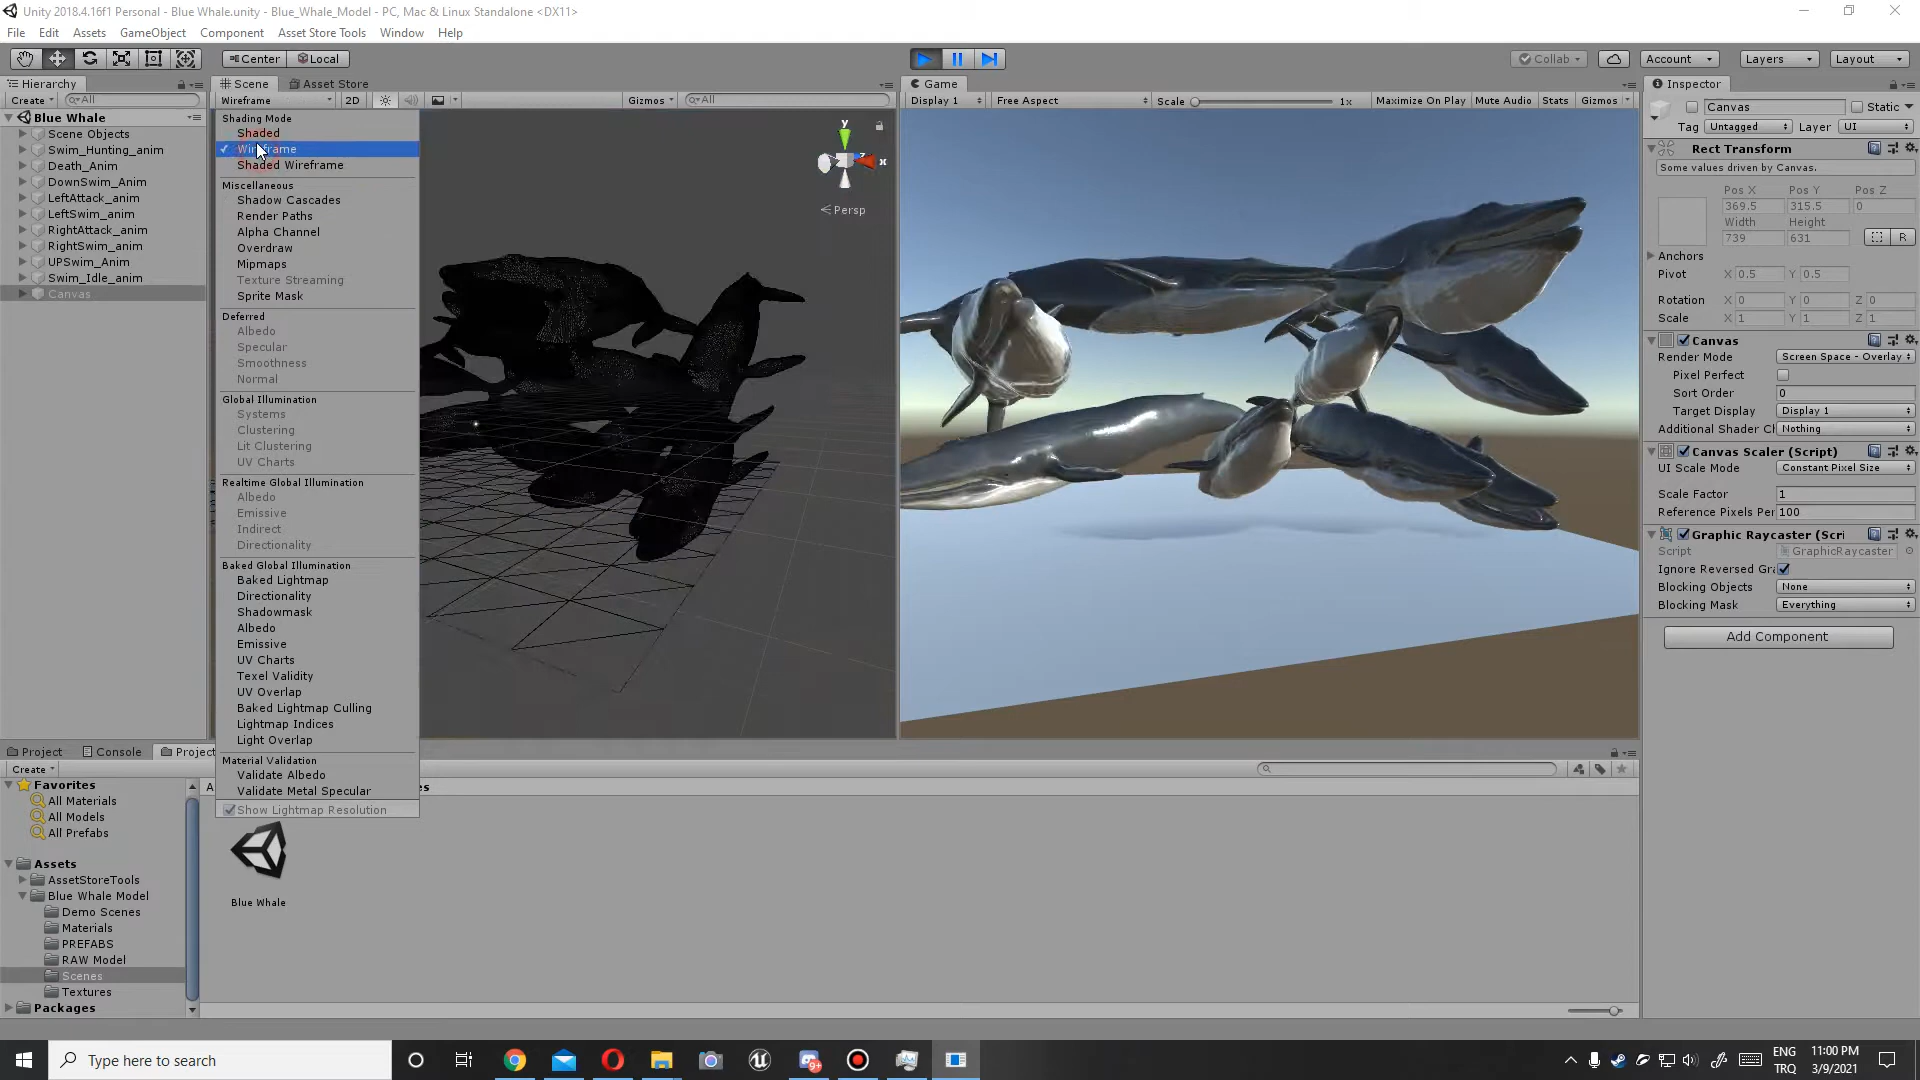 Unity 2018.4.16f1 Personal - Blue Whale.unity - Blue_Whale_Model - PC, Mac & Linux Standalone <DX11>
File Edit Assets GameObject Component Asset Store Tools Window Help
Center Local Collab Account Layers Layout
Hierarchy Scene Asset Store Game Inspector
Create All Wireframe 2D Gizmos All Display 1 Free Aspect Scale 1x Maximize On Play Mute Audio Stats Gizmos
Blue Whale
Scene Objects
Swim_Hunting_anim
Death_Anim
DownSwim_Anim
LeftAttack_anim
LeftSwim_anim
RightAttack_anim
RightSwim_anim
UPSwim_Anim
Swim_Idle_anim
Canvas
Shading Mode
Shaded
Wireframe
Shaded Wireframe
Miscellaneous
Shadow Cascades
Render Paths
Alpha Channel
Overdraw
Mipmaps
Texture Streaming
Sprite Mask
Deferred
Albedo
Specular
Smoothness
Normal
Global Illumination
Systems
Clustering
Lit Clustering
UV Charts
Realtime Global Illumination
Albedo
Emissive
Indirect
Directionality
Baked Global Illumination
Baked Lightmap
Directionality
Shadowmask
Albedo
Emissive
UV Charts
Texel Validity
UV Overlap
Baked Lightmap Culling
Lightmap Indices
Light Overlap
Material Validation
Validate Albedo
Validate Metal Specular
Show Lightmap Resolution
y
x
Persp
Canvas Static
Tag Untagged Layer UI
Rect Transform
Some values driven by Canvas.
Pos X Pos Y Pos Z
369.5 315.5 0
Width Height
739 631 R
Anchors
Pivot X 0.5 Y 0.5
Rotation X 0 Y 0 Z 0
Scale X 1 Y 1 Z 1
Canvas
Render Mode Screen Space - Overlay
Pixel Perfect
Sort Order 0
Target Display Display 1
Additional Shader Cl Nothing
Canvas Scaler (Script)
UI Scale Mode Constant Pixel Size
Scale Factor 1
Reference Pixels Per 100
Graphic Raycaster (Scri
Script GraphicRaycaster
Ignore Reversed Gra
Blocking Objects None
Blocking Mask Everything
Add Component
Project Console Project
Create
Favorites
All Materials
All Models
All Prefabs
Assets
AssetStoreTools
Blue Whale Model
Demo Scenes
Materials
PREFABS
RAW Model
Scenes
Textures
Packages
A es
Blue Whale
Type here to search
ENG 11:00 PM
TRQ 3/9/2021